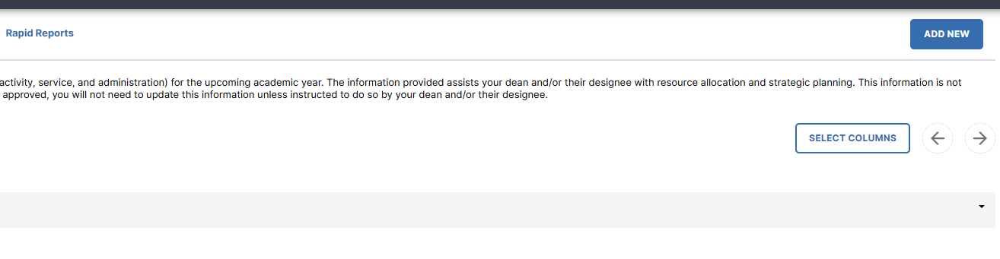 Rapid Reports
ADD NEW
activity, service, and administration) for the upcoming academic year. The information provided assists your dean and/or their designee with resource allocation and strategic planning. This information is not
approved, you will not need to update this information unless instructed to do so by your dean and/or their designee.
SELECT COLUMNS